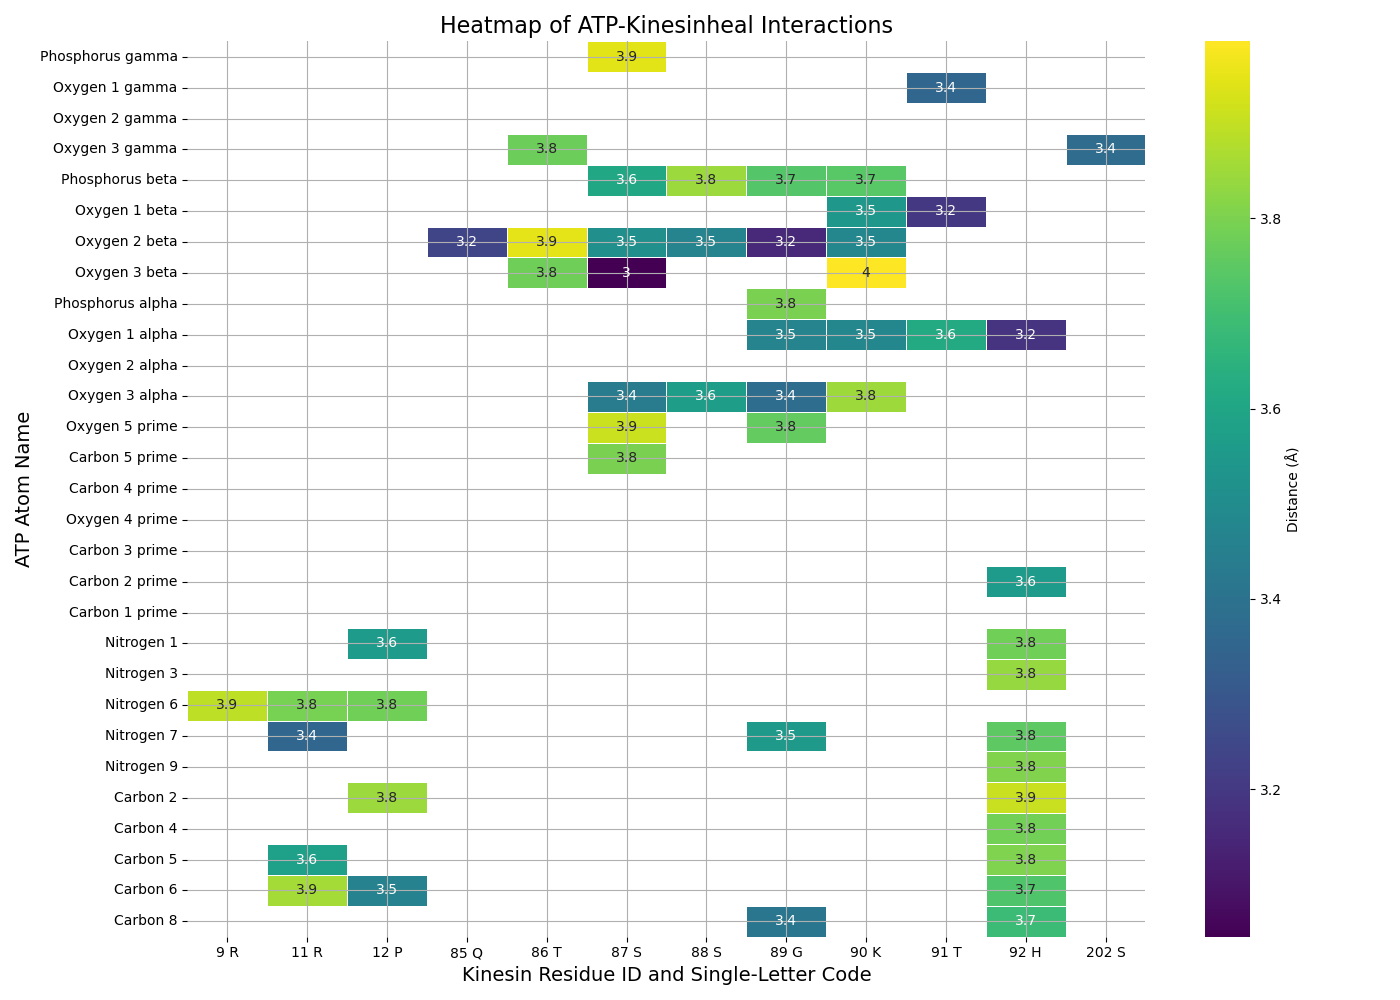 Heatmap of ATP-Kinesinheal Interactions
Phosphorus gamma 3.9
Oxygen 1 gamma 3.4
Oxygen 2 gamma
Oxygen 3 gamma 3.8 3.4
Phosphorus beta 3.6 3.8 3.7 3.7
Oxygen 1 beta 3.5 3.2
3.8
Oxygen 2 beta 3.2 3.9 3.5 3.5 3.2 3.5
Oxygen 3 beta 3.8 3 4
Phosphorus alpha 3.8
Oxygen 1 alpha 3.5 3.5 3.6 3.2
Oxygen 2 alpha
Oxygen 3 alpha 3.4 3.6 3.4 3.8
3.6
Oxygen 5 prime 3.9 3.8
Carbon 5 prime 3.8
Carbon 4 prime
Oxygen 4 prime
Carbon 3 prime
Carbon 2 prime 3.6
3.4
Carbon 1 prime
Nitrogen 1 3.6 3.8
Nitrogen 3 3.8
Nitrogen 6 3.9 3.8 3.8
Nitrogen 7 3.4 3.5 3.8
Nitrogen 9 3.8
3.2
Carbon 2 3.8 3.9
Carbon 4 3.8
Carbon 5 3.6 3.8
Carbon 6 3.9 3.5 3.7
Carbon 8 3.4 3.7
9 R 11 R 12 P 85 Q 86 T 87 S 88 S 89 G 90 K 91 T 92 H 202 S
Kinesin Residue ID and Single-Letter Code
ATP Atom Name
Distance (Å)